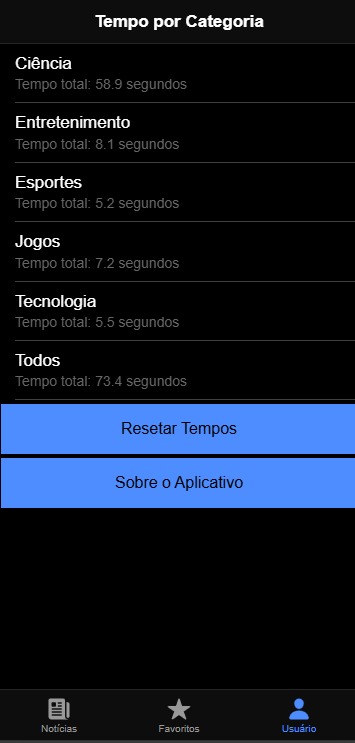 Tempo por Categoria
Ciência
Tempo total: 58.9 segundos
Entretenimento
Tempo total: 8.1 segundos
Esportes
Tempo total: 5.2 segundos
Jogos
Tempo total: 7.2 segundos
Tecnologia
Tempo total: 5.5 segundos
Todos
Tempo total: 73.4 segundos
Resetar Tempos
Sobre o Aplicativo
Notícias
Favoritos
Usuário